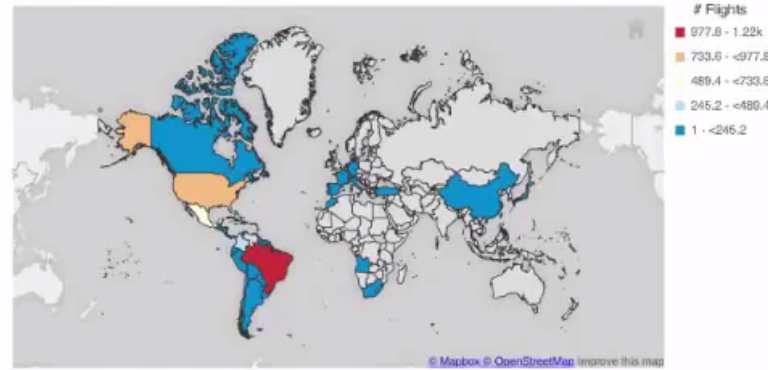 # Flights
977.8 - 1.22k
733.6 - <977.8
489.4 - <733.6
245.2 - <489.4
1 - <245.2
© Mapbox © OpenStreetMap Improve this map